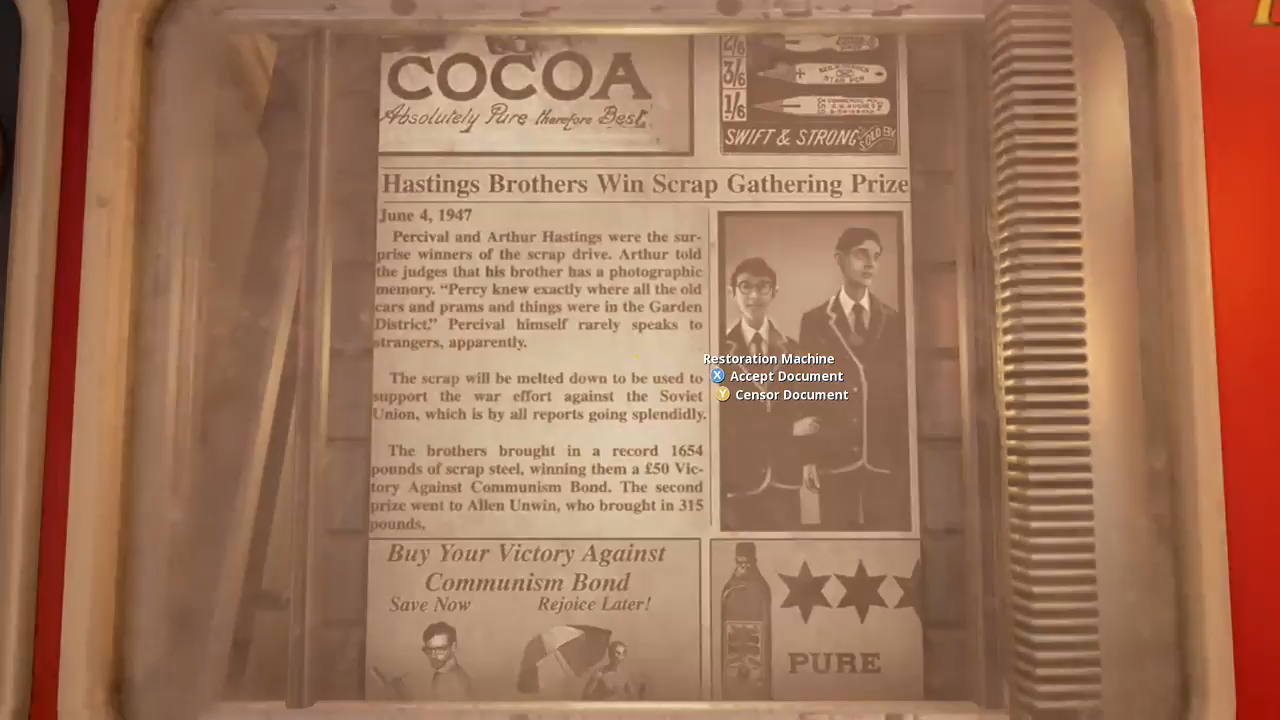 COCOA
Absolutely Pure therefore Best
2/6
3/6
1/6
SWIFT & STRONG
SOLD BY
Hastings Brothers Win Scrap Gathering Prize
June 4, 1947
Percival and Arthur Hastings were the sur-
prise winners of the scrap drive. Arthur told
the judges that his brother has a photographic
memory. “Percy knew exactly where all the old
cars and prams and things were in the Garden
District.” Percival himself rarely speaks to
strangers, apparently.
The scrap will be melted down to be used to
support the war effort against the Soviet
Union, which is by all reports going splendidly.
The brothers brought in a record 1654
pounds of scrap steel, winning them a £50 Vic-
tory Against Communism Bond. The second
prize went to Allen Unwin, who brought in 315
pounds.
Restoration Machine
X Accept Document
Y Censor Document
Buy Your Victory Against
Communism Bond
Save Now Rejoice Later!
PURE